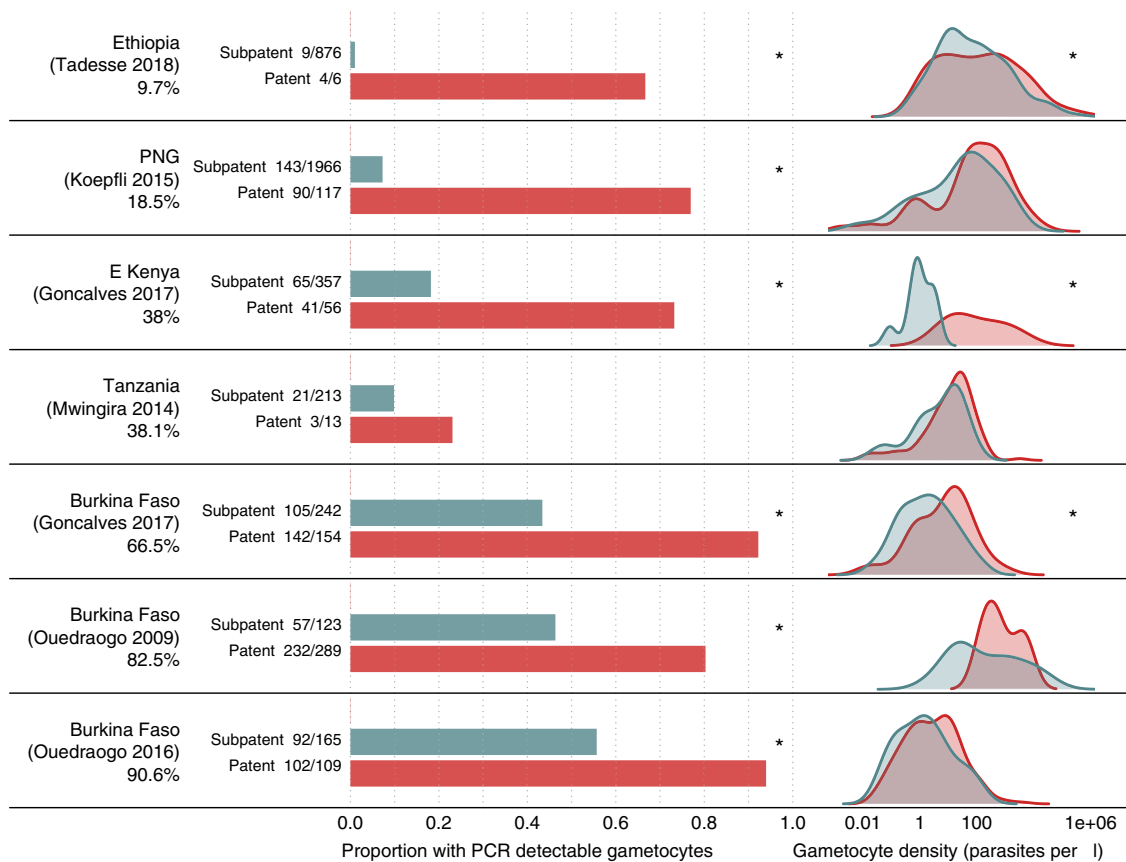 Ethiopia
(Tadesse 2018)
9.7%
Subpatent 9/876
Patent 4/6
*
*
PNG
(Koepfli 2015)
18.5%
Subpatent 143/1966
Patent 90/117
*
E Kenya
(Goncalves 2017)
38%
Subpatent 65/357
Patent 41/56
*
*
Tanzania
(Mwingira 2014)
38.1%
Subpatent 21/213
Patent 3/13
Burkina Faso
(Goncalves 2017)
66.5%
Subpatent 105/242
Patent 142/154
*
*
Burkina Faso
(Ouedraogo 2009)
82.5%
Subpatent 57/123
Patent 232/289
*
Burkina Faso
(Ouedraogo 2016)
90.6%
Subpatent 92/165
Patent 102/109
*
0.0 0.2 0.4 0.6 0.8 1.0
Proportion with PCR detectable gametocytes
0.01 1 100 1e+06
Gametocyte density (parasites per l)